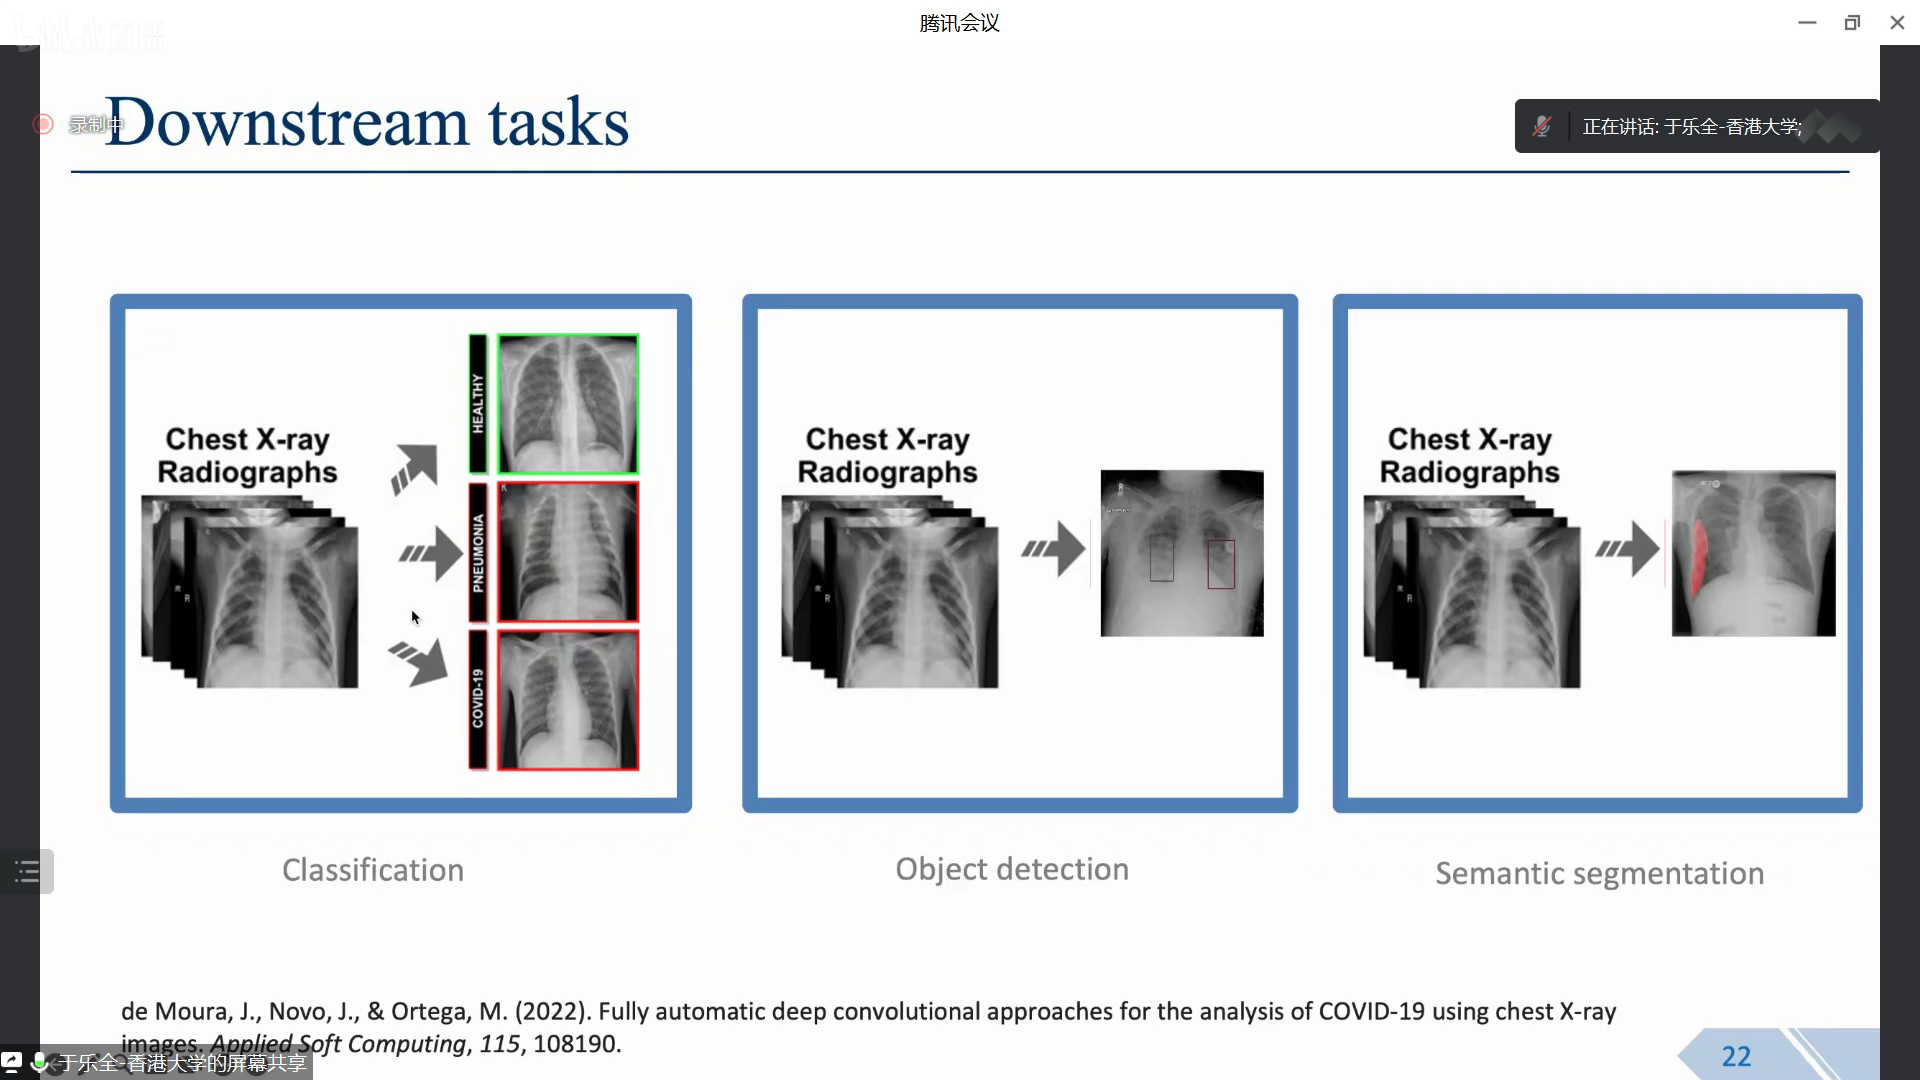 腾讯会议
直播
录制中
Downstream tasks
正在讲话: 于乐全-香港大学;
Chest X-ray
Radiographs
HEALTHY
PNEUMONIA
COVID-19
Chest X-ray
Radiographs
Chest X-ray
Radiographs
Classification
Object detection
Semantic segmentation
de Moura, J., Novo, J., & Ortega, M. (2022). Fully automatic deep convolutional approaches for the analysis of COVID-19 using chest X-ray
images. Applied Soft Computing, 115, 108190.
于乐全-香港大学的屏幕共享
22